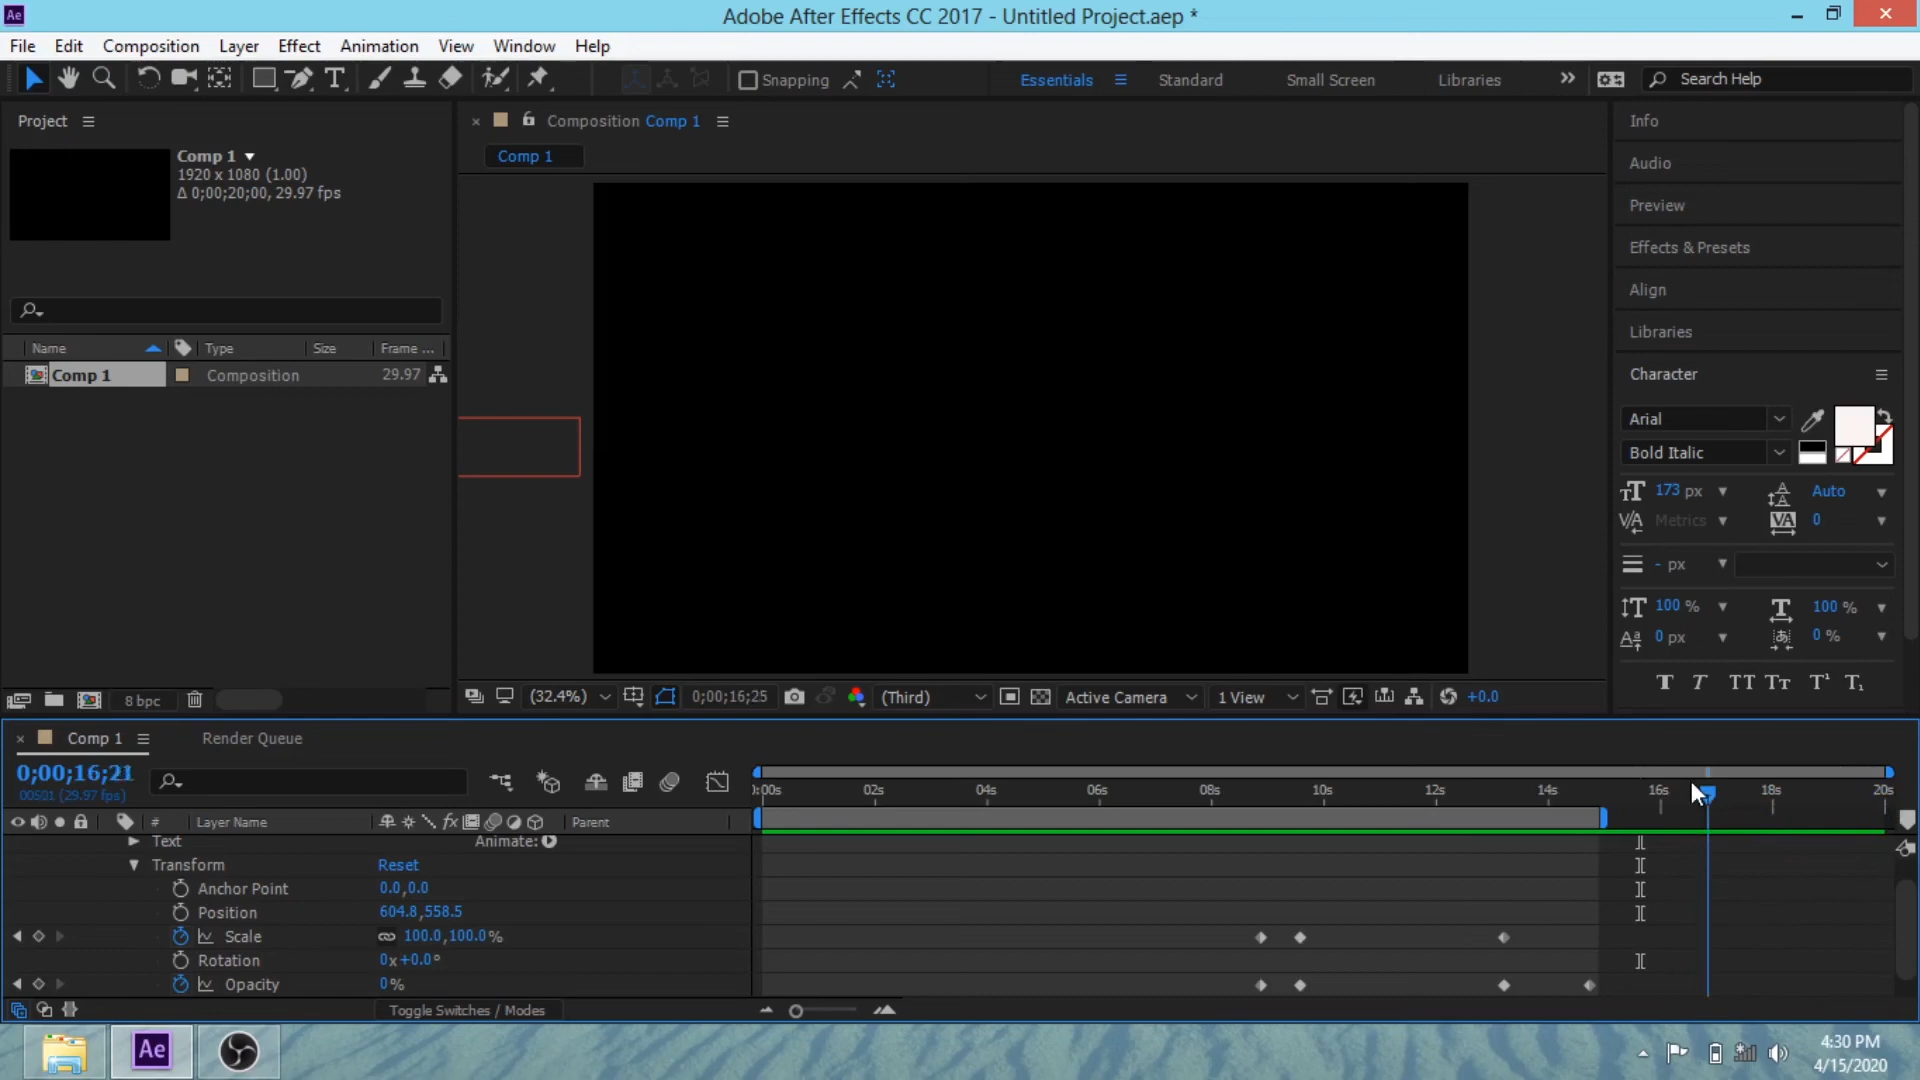 Ae
Adobe After Effects CC 2017 - Untitled Project.aep *
File Edit Composition Layer Effect Animation View Window Help
Snapping
Essentials Standard Small Screen Libraries
Search Help
Project
Composition Comp 1
Comp 1
Comp 1
1920 x 1080 (1.00)
Δ 0;00;20;00, 29.97 fps
Name Type Size Frame ...
Comp 1 Composition 29.97
8 bpc
(32.4%) 0;00;16;25 (Third) Active Camera 1 View +0.0
Info
Audio
Preview
Effects & Presets
Align
Libraries
Character
Arial
Bold Italic
173 px Auto
Metrics 0
- px
100 % 100 %
0 px 0 %
T T TT Tт T¹ T₁
Comp 1 Render Queue
0;00;16;21
00501 (29.97 fps)
:00s 02s 04s 06s 08s 10s 12s 14s 16s 18s 20s
# Layer Name fx Parent
Text Animate:
Transform Reset
Anchor Point 0.0,0.0
Position 604.8,558.5
Scale 100.0,100.0%
Rotation 0x+0.0°
Opacity 0%
Toggle Switches / Modes
Ae
4:30 PM
4/15/2020